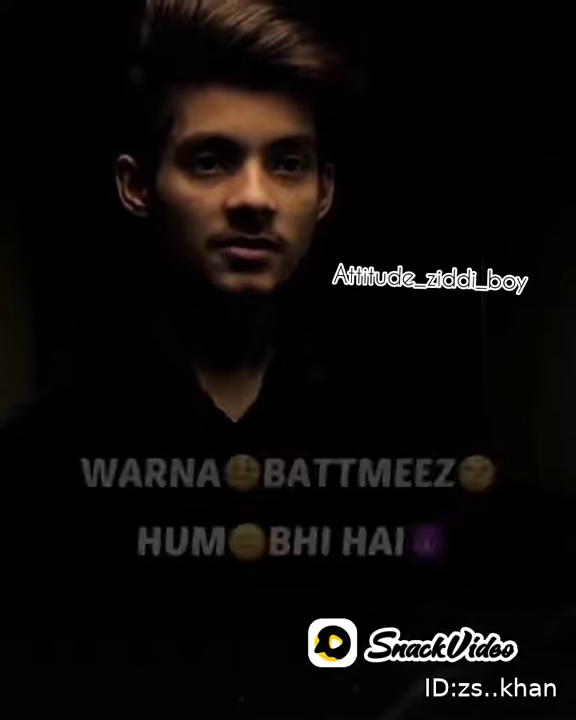 Attitude_ziddi_boy
WARNA😐BATTMEEZ🤨
HUM😑BHI HAI😈
SnackVideo
ID:zs..khan